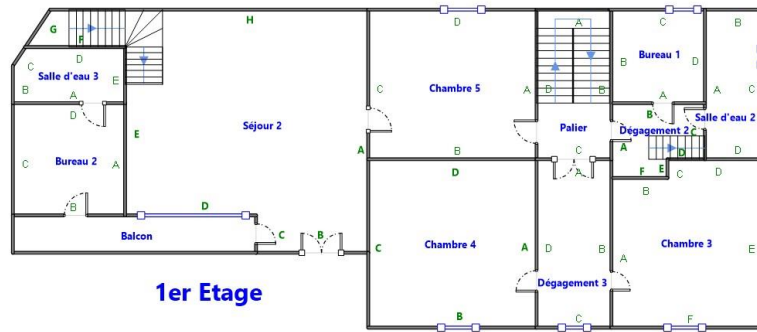 H
D
C
A
C
G
F
D
C
E
Salle d'eau 3
B
A
D
C
Bureau 2
A
B
E
Séjour 2
A
D
Balcon
C
B
C
Chambre 5
A
B
A
D
B
Palier
C
B
Bureau 1
D
A
B
A
C
Salle d'eau 2
D
B
Dégagement 2
C
A
D
E
F
D
C
Chambre 4
A
B
A
D
B
Dégagement 3
C
B
C
D
A
Chambre 3
E
F
1er Etage